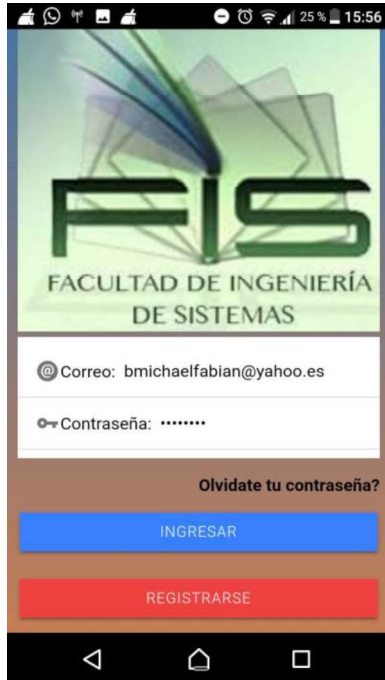 25 % 15:56
FIS
FACULTAD DE INGENIERÍA
DE SISTEMAS
Correo: bmichaelfabian@yahoo.es
Contraseña: ••••••••
Olvidate tu contraseña?
INGRESAR
REGISTRARSE